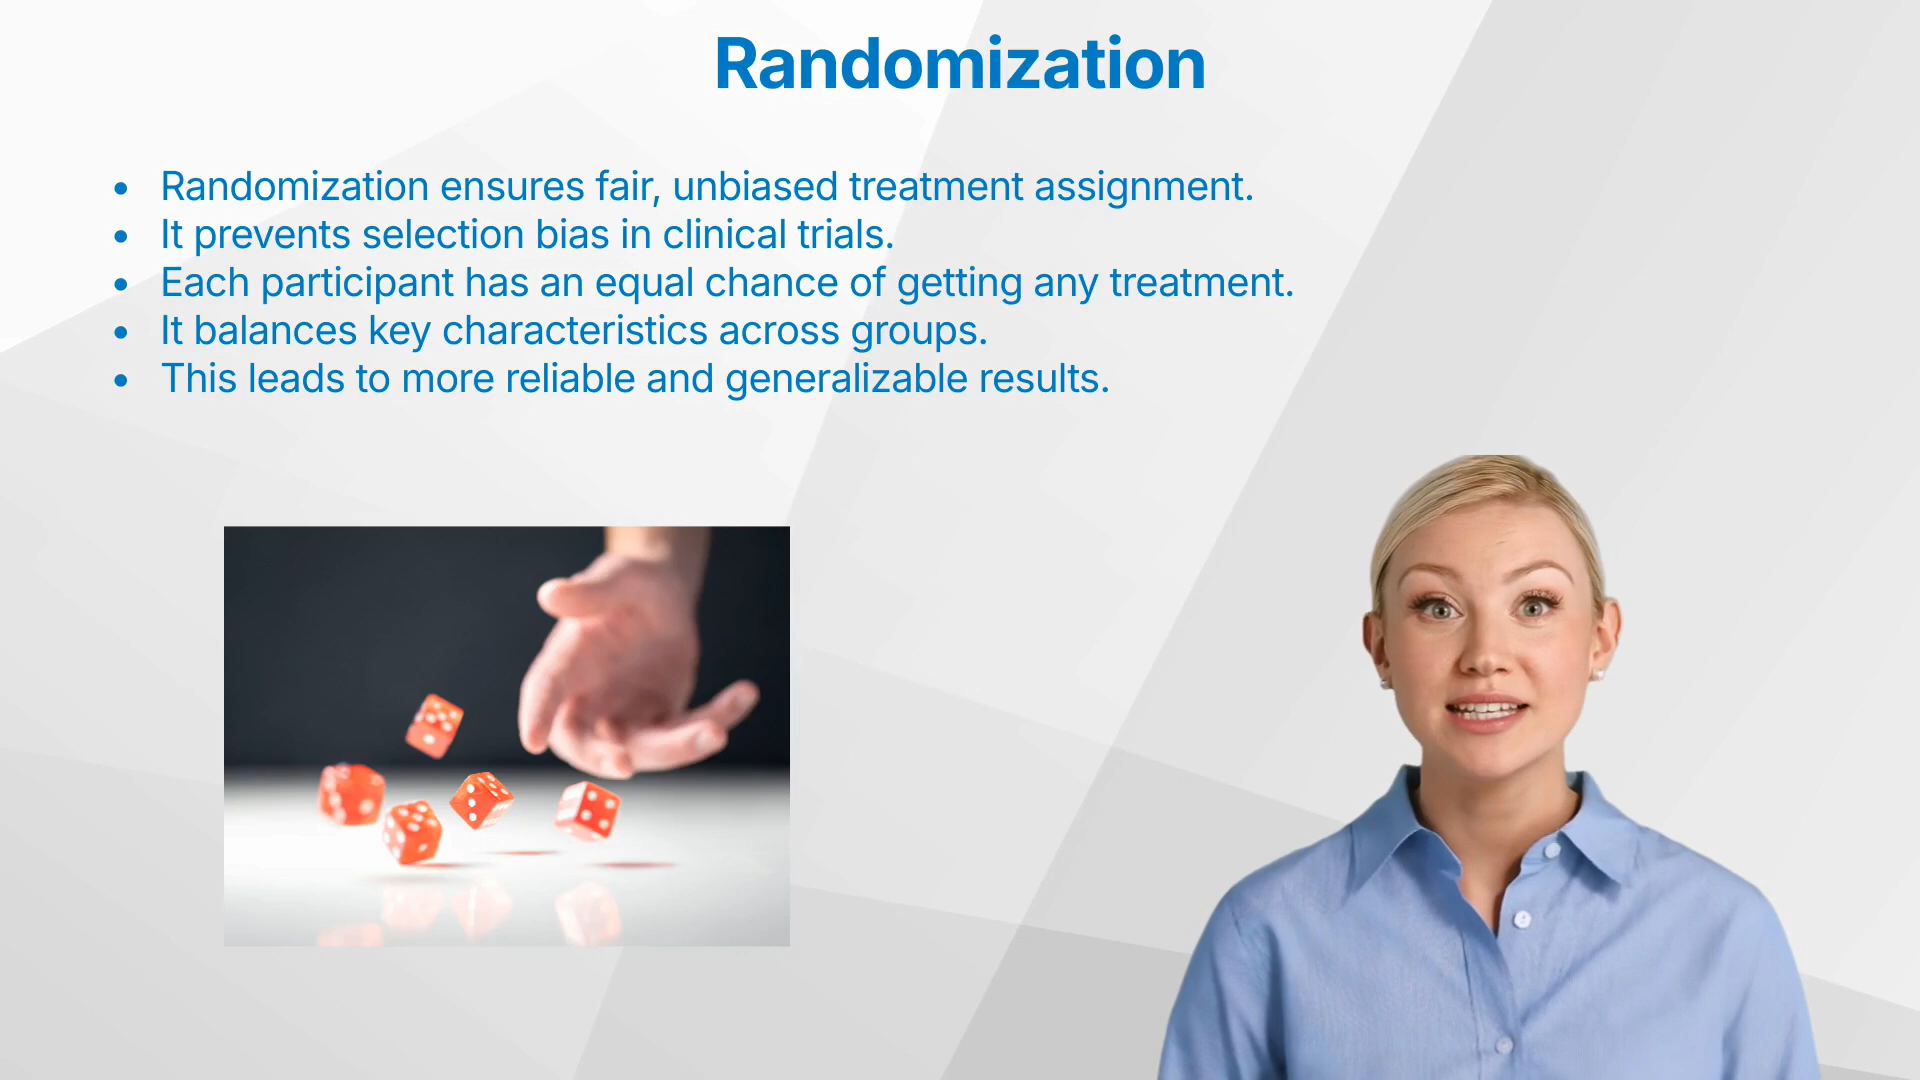 Randomization
• Randomization ensures fair, unbiased treatment assignment.
• It prevents selection bias in clinical trials.
• Each participant has an equal chance of getting any treatment.
• It balances key characteristics across groups.
• This leads to more reliable and generalizable results.